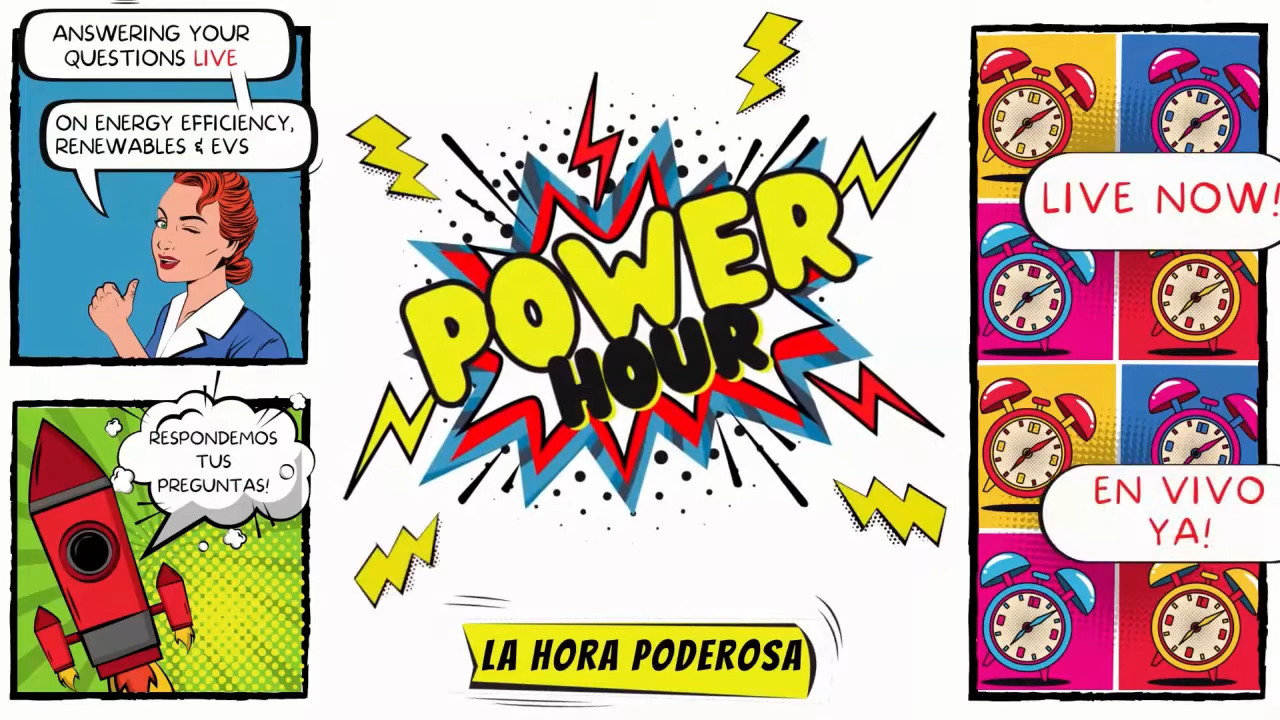 ANSWERING YOUR
QUESTIONS LIVE
ON ENERGY EFFICIENCY,
RENEWABLES & EVS
RESPONDEMOS
TUS
PREGUNTAS!
POWER
HOUR
LA HORA PODEROSA
LIVE NOW!
EN VIVO
YA!